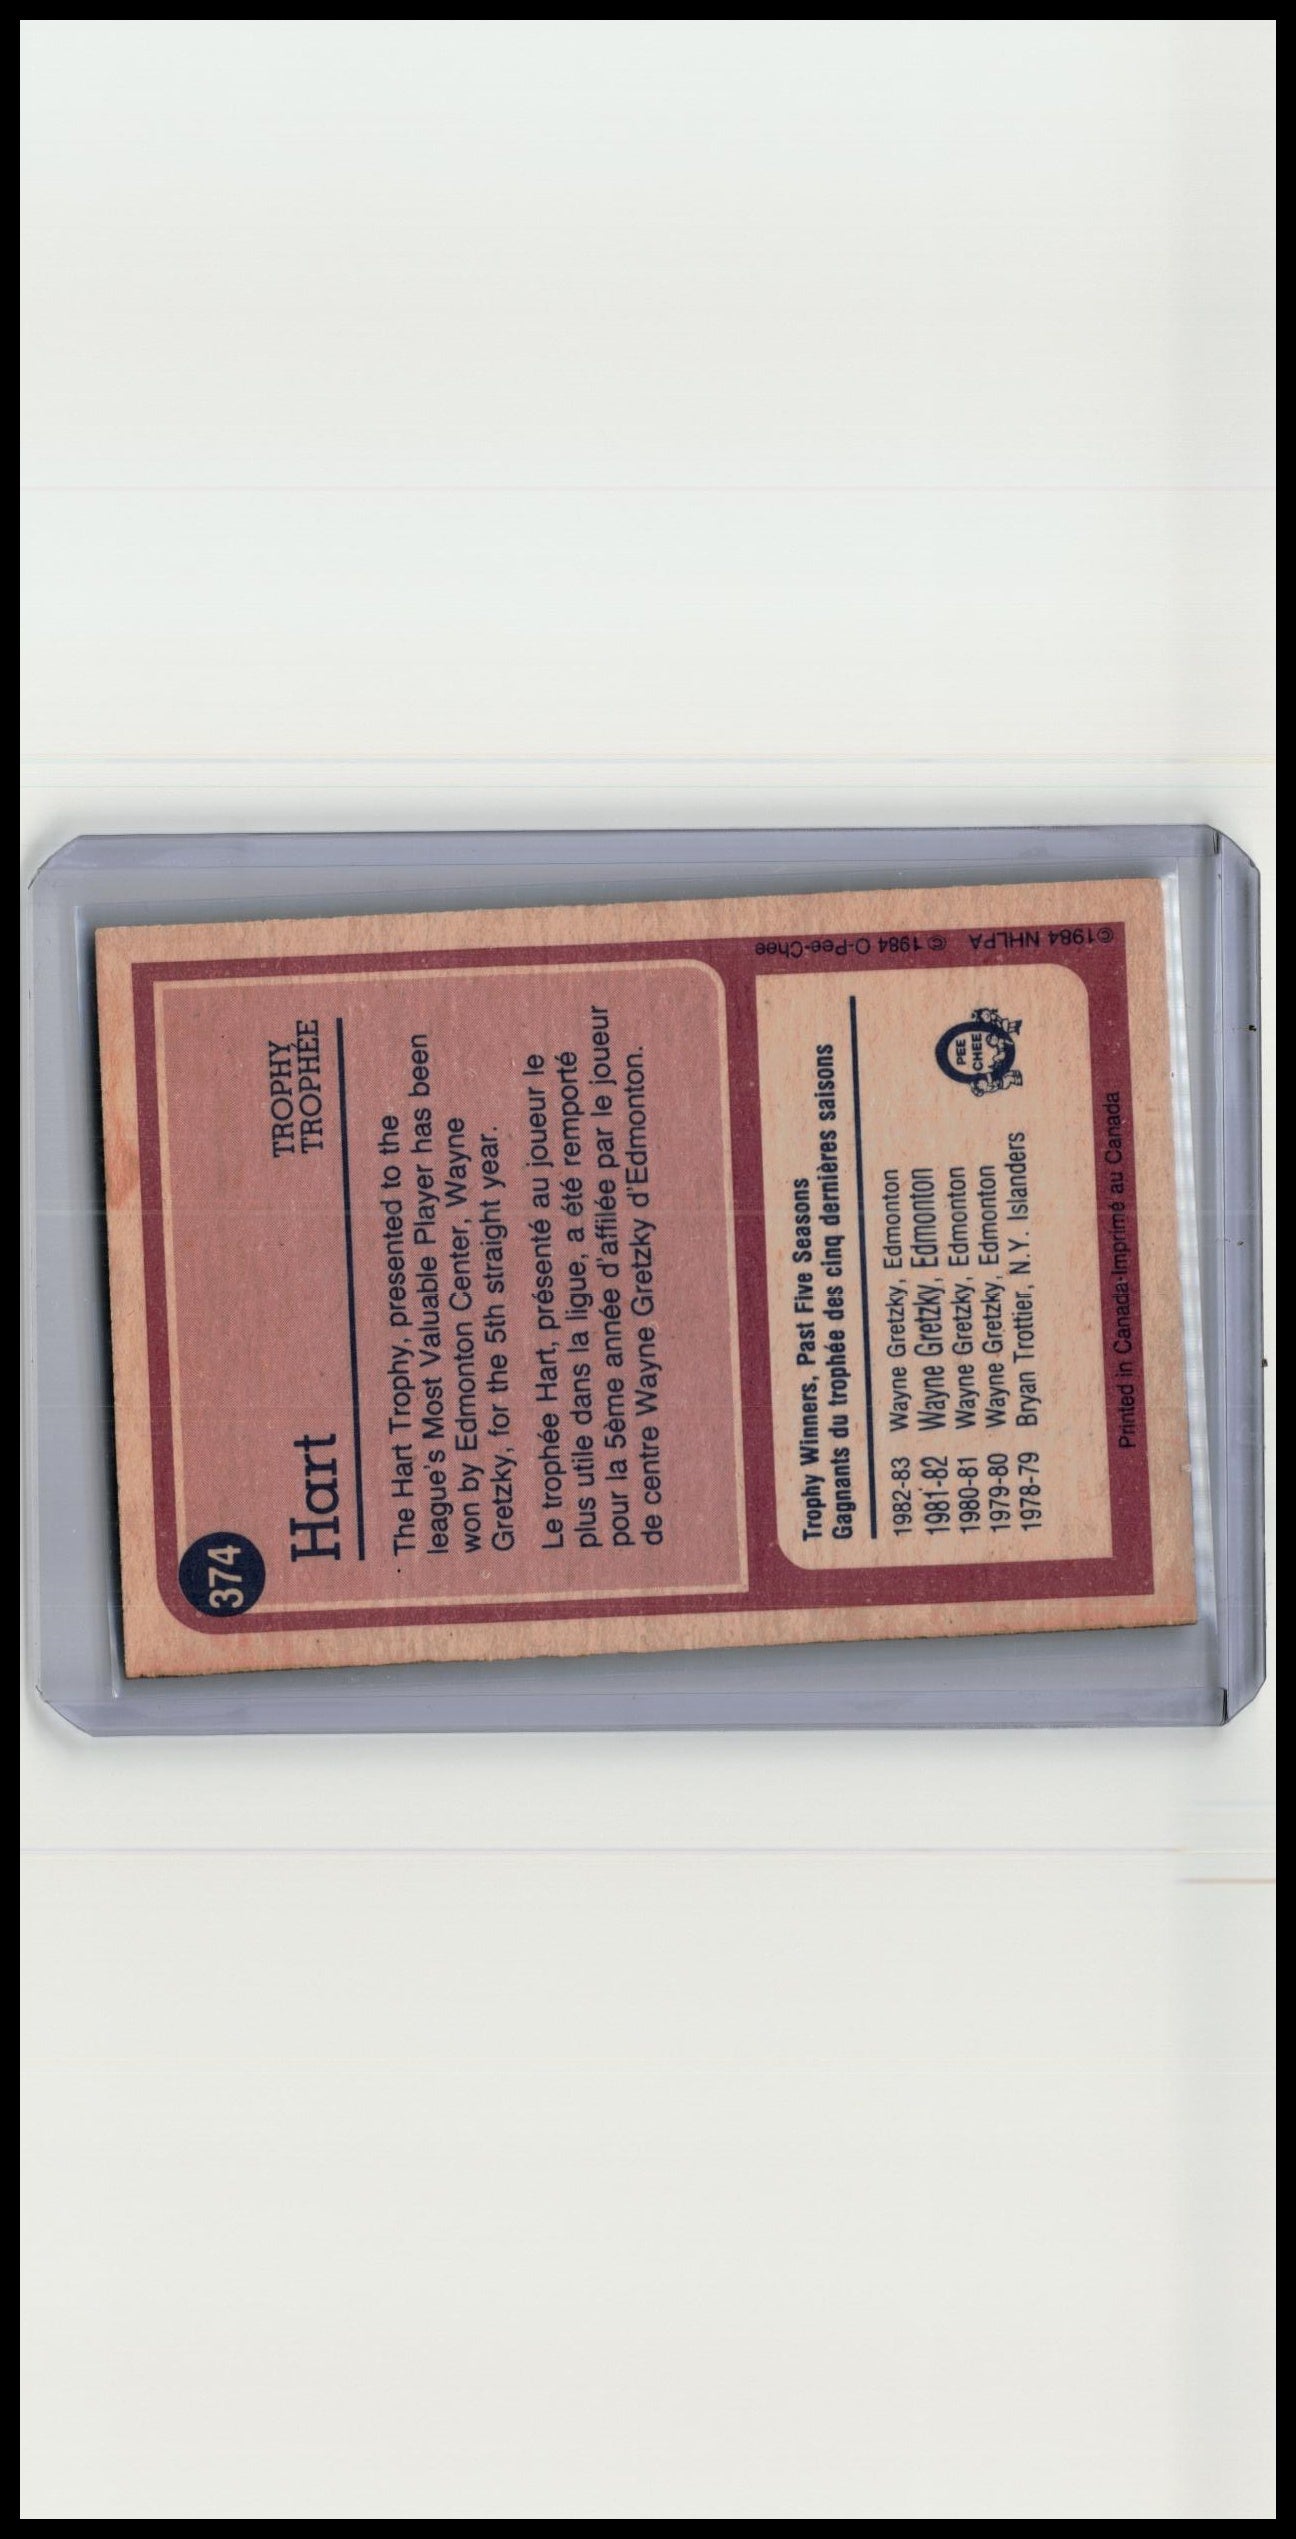 374
Hart
TROPHY
TROPHÉE
The Hart Trophy, presented to the
league's Most Valuable Player has been
won by Edmonton Center, Wayne
Gretzky, for the 5th straight year.
Le trophée Hart, présenté au joueur le
plus utile dans la ligue, a été remporté
pour la 5ème année d'affilée par le joueur
de centre Wayne Gretzky d'Edmonton.
Trophy Winners, Past Five Seasons
Gagnants du trophée des cinq dernières saisons
1982-83 Wayne Gretzky, Edmonton
1981-82 Wayne Gretzky, Edmonton
1980-81 Wayne Gretzky, Edmonton
1979-80 Wayne Gretzky, Edmonton
1978-79 Bryan Trottier, N.Y. Islanders
PEE
CHEE
©1984 NHLPA © 1984 O-Pee-Chee
Printed in Canada-Imprimé au Canada